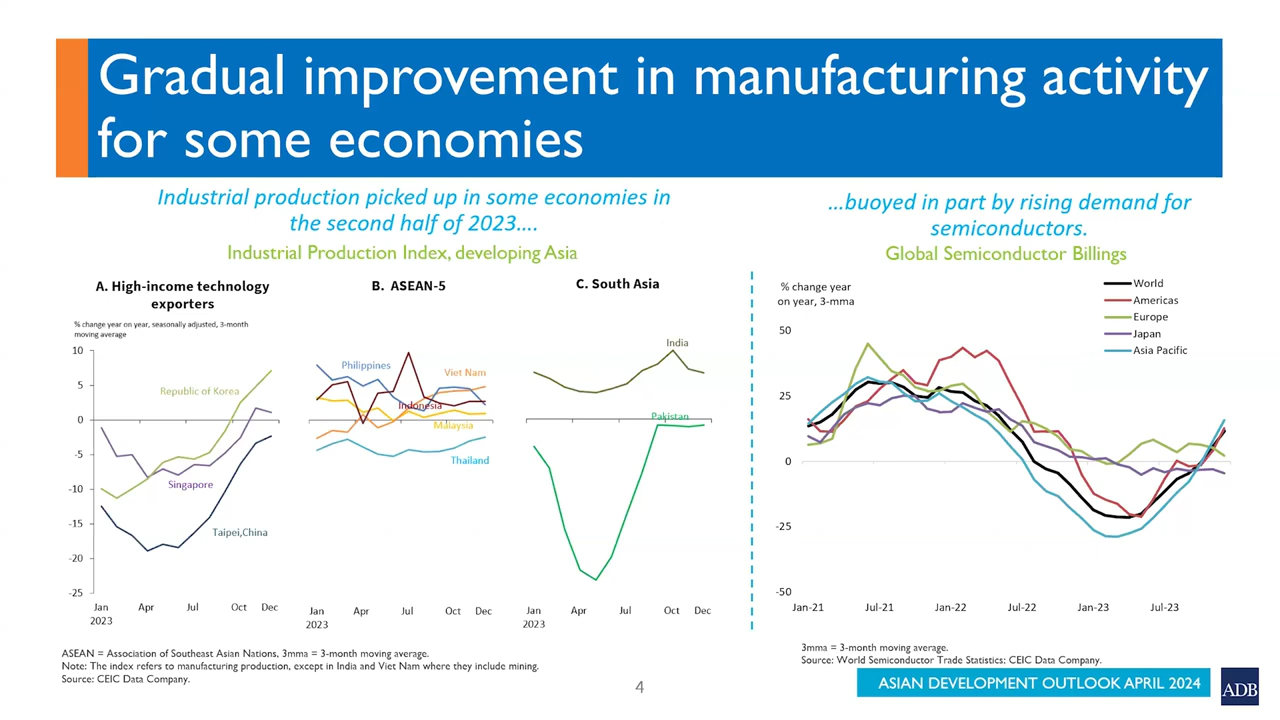 Gradual improvement in manufacturing activity
for some economies
Industrial production picked up in some economies in
the second half of 2023....
Industrial Production Index, developing Asia
A. High-income technology
exporters
% change year on year, seasonally adjusted, 3-month
moving average
10
5
0
-5
-10
-15
-20
-25
Republic of Korea
Singapore
Taipei,China
Jan
2023
Apr
Jul
Oct
Dec
B. ASEAN-5
Philippines
Viet Nam
Indonesia
Malaysia
Thailand
Jan
2023
Apr
Jul
Oct
Dec
C. South Asia
India
Pakistan
Jan
2023
Apr
Jul
Oct
Dec
...buoyed in part by rising demand for
semiconductors.
Global Semiconductor Billings
% change year
on year, 3-mma
World
Americas
Europe
Japan
Asia Pacific
50
25
0
-25
-50
Jan-21
Jul-21
Jan-22
Jul-22
Jan-23
Jul-23
ASEAN = Association of Southeast Asian Nations, 3mma = 3-month moving average.
Note: The index refers to manufacturing production, except in India and Viet Nam where they include mining.
Source: CEIC Data Company.
3mma = 3-month moving average.
Source: World Semiconductor Trade Statistics; CEIC Data Company.
4
ASIAN DEVELOPMENT OUTLOOK APRIL 2024
ADB